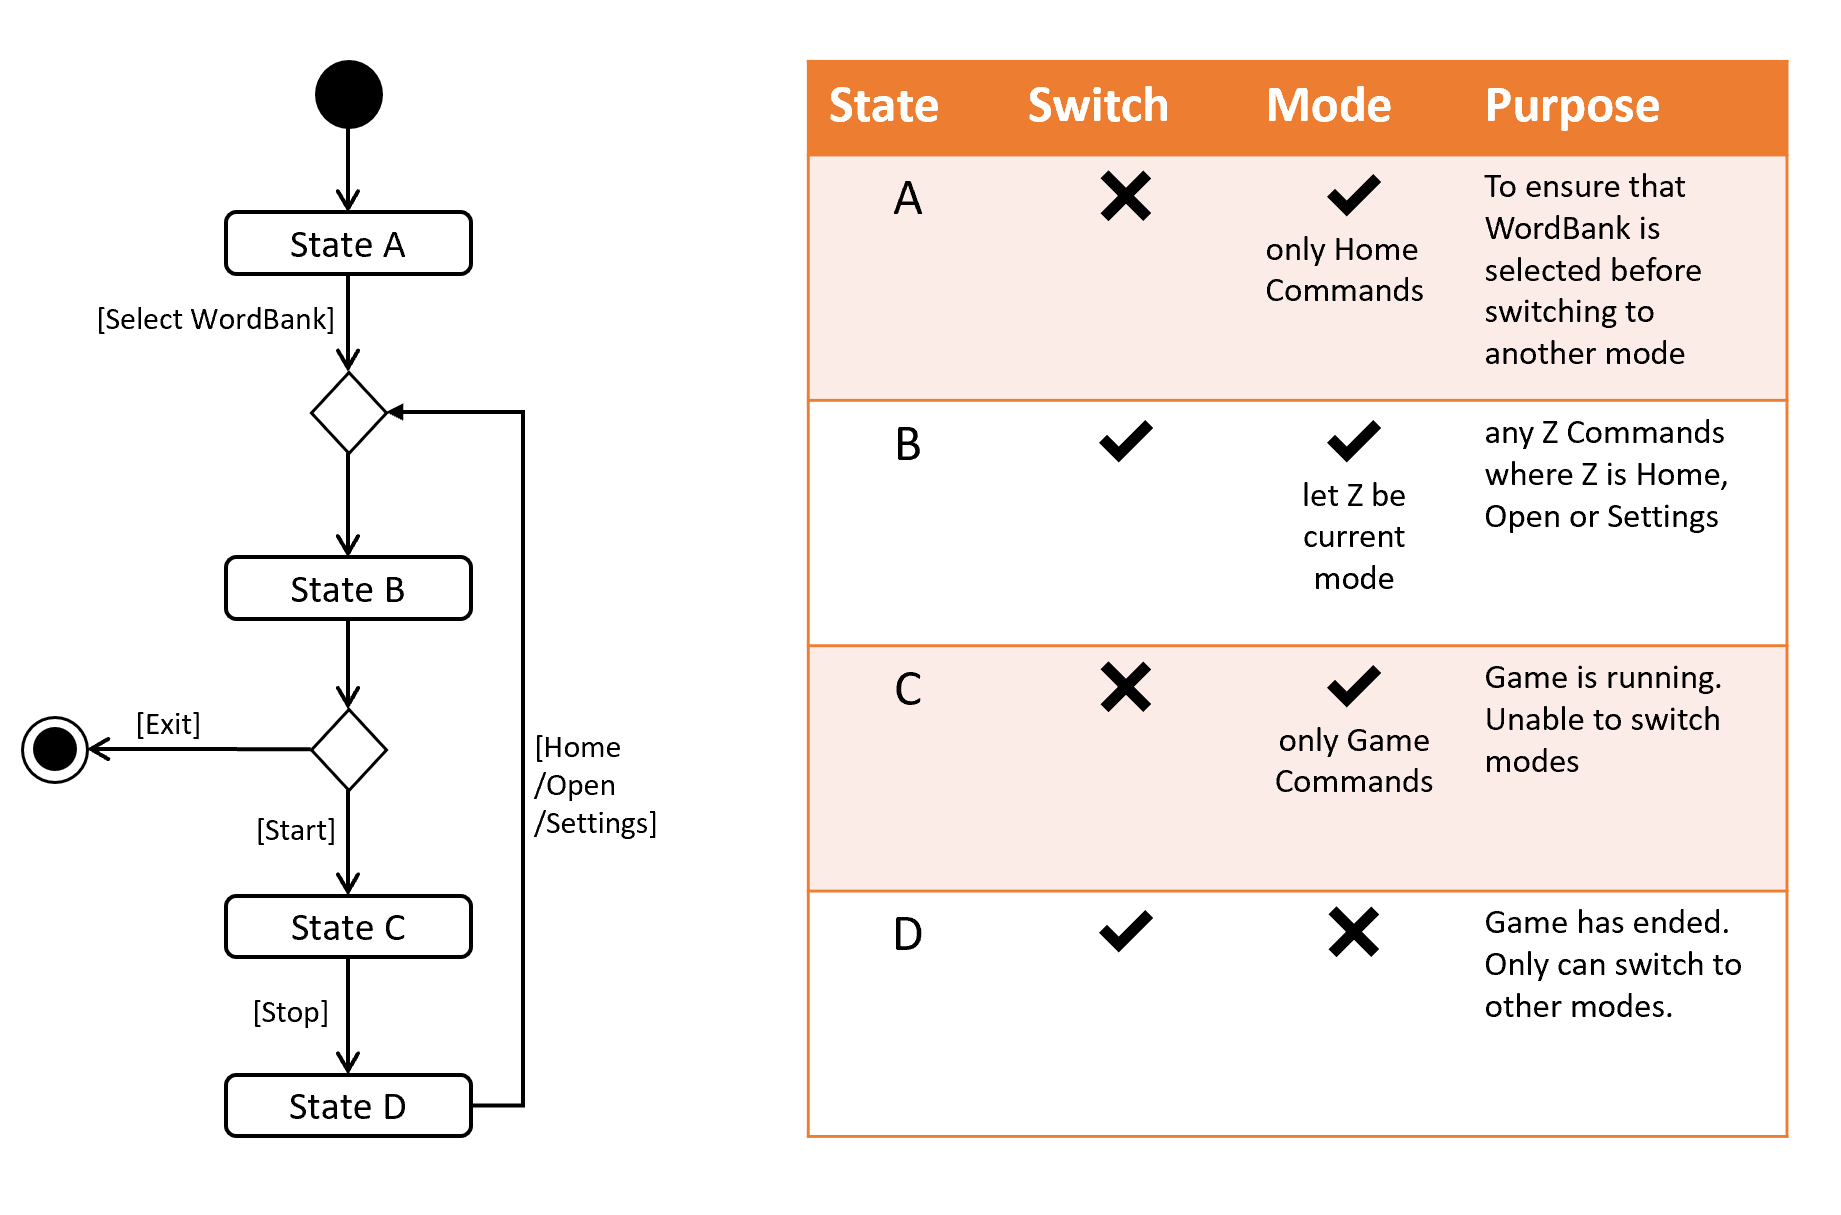 State A
[Select WordBank]
State B
[Exit]
[Start]
[Home
/Open
/Settings]
State C
[Stop]
State D
State Switch Mode Purpose
A
only Home
Commands
To ensure that
WordBank is
selected before
switching to
another mode
B
let Z be
current
mode
any Z Commands
where Z is Home,
Open or Settings
C
only Game
Commands
Game is running.
Unable to switch
modes
D
Game has ended.
Only can switch to
other modes.